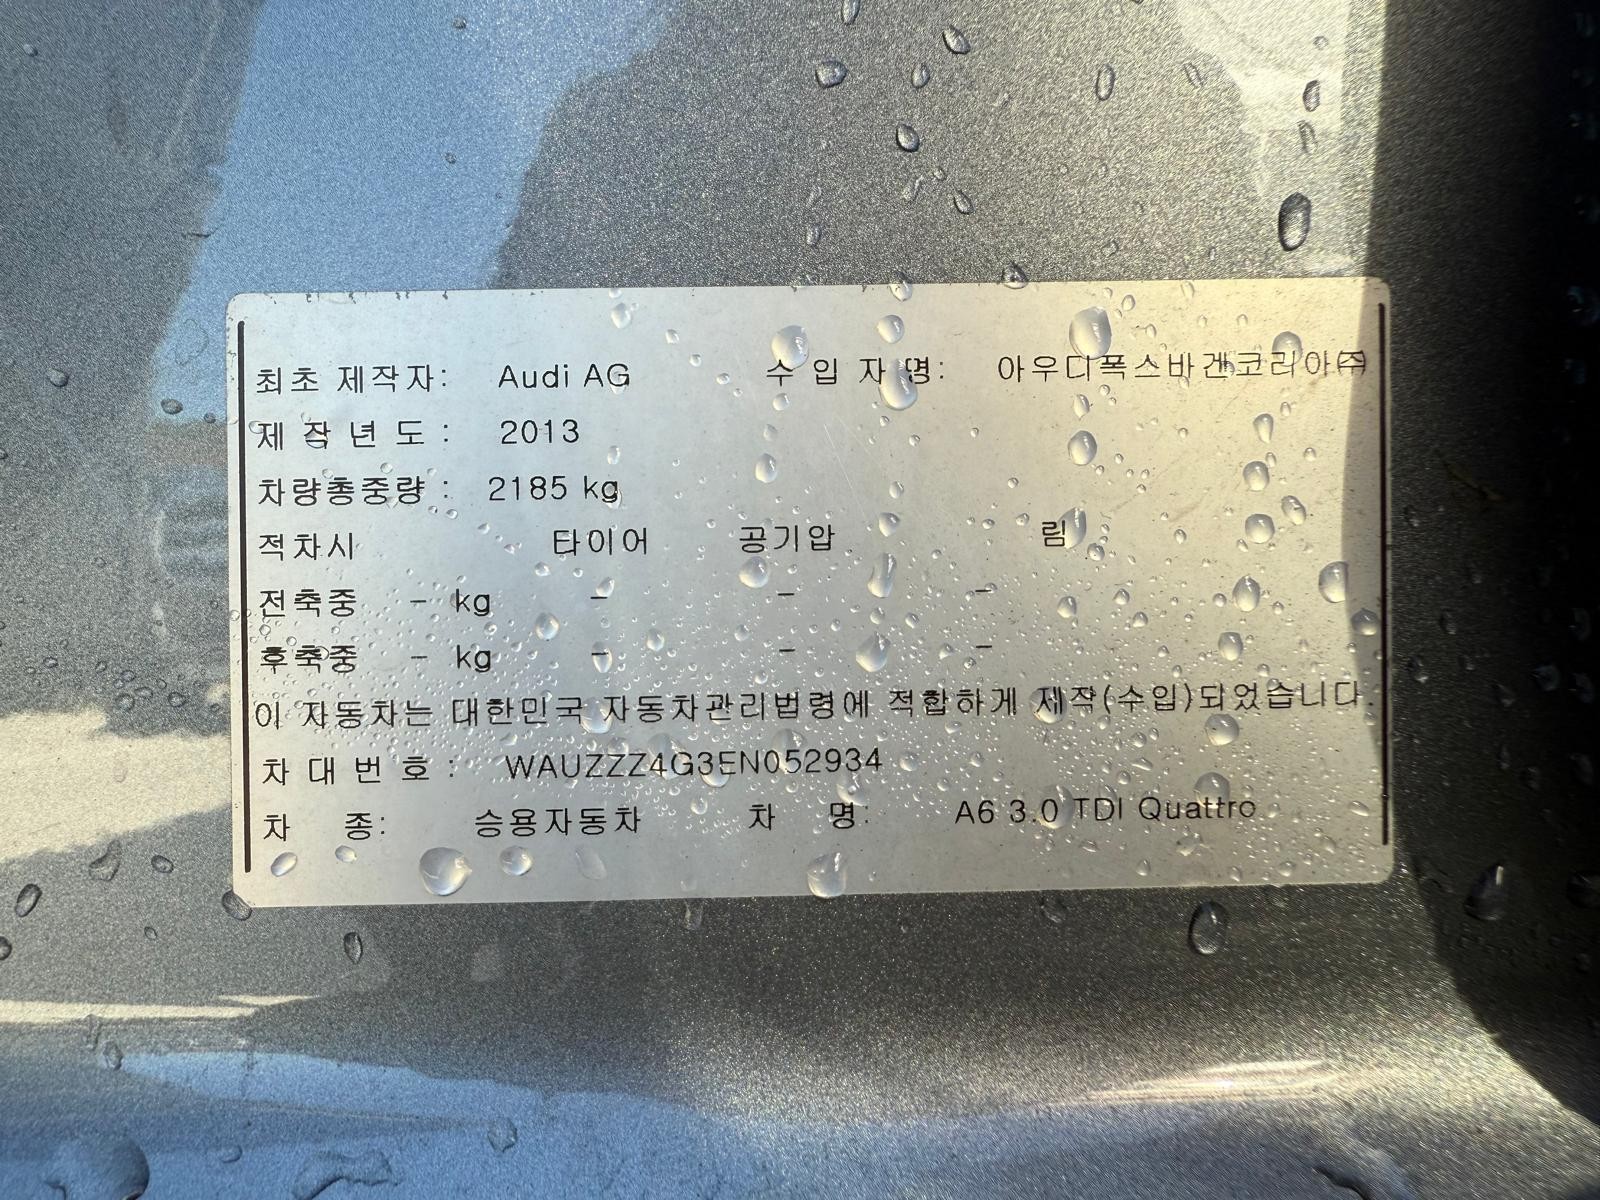 최초 제작자: Audi AG 수 입 자 명: 아우디폭스바겐코리아㈜
제 작 년 도 : 2013
차량총중량 : 2185 kg
적차시 타이어 공기압 림
전축중 - kg - - -
후축중 - kg - - -
이 자동차는 대한민국 자동차관리법령에 적합하게 제작(수입)되었습니다.
차 대 번 호 : WAUZZZ4G3EN052934
차 종: 승용자동차 차 명: A6 3.0 TDI Quattro